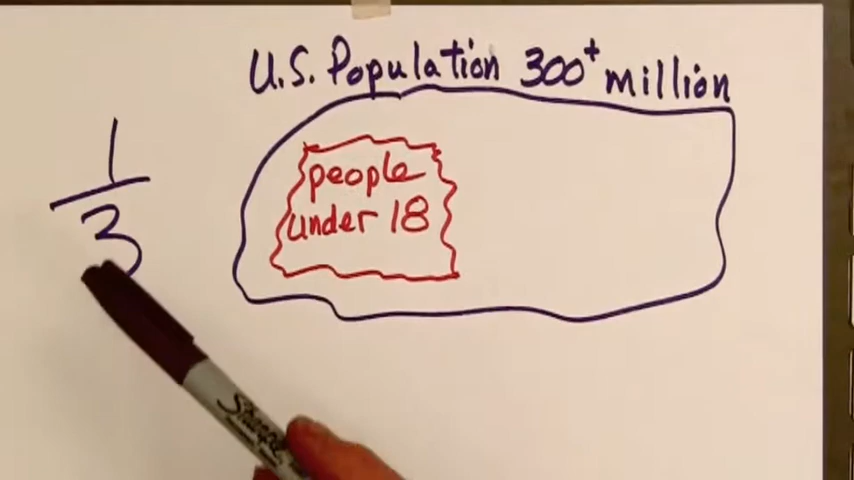 U.S. Population 300+ million
1
3
people
under 18
Sharpie